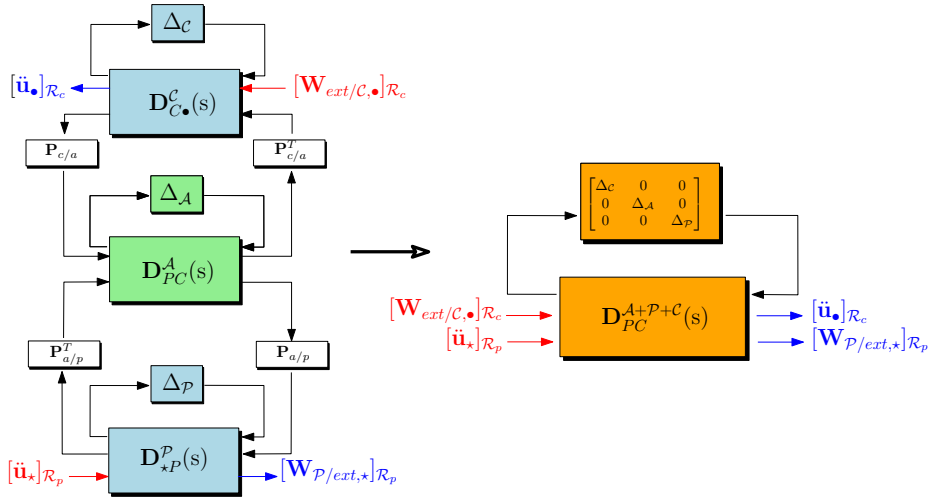 Δ_𝒞
[ü_•]_{ℛ_c}
D^𝒞_{C•}(s)
[W_{ext/𝒞,•}]_{ℛ_c}
P_{c/a}
P^T_{c/a}
Δ_𝒜
D^𝒜_{PC}(s)
P^T_{a/p}
P_{a/p}
Δ_𝒫
[ü_⋆]_{ℛ_p}
D^𝒫_{⋆P}(s)
[W_{𝒫/ext,⋆}]_{ℛ_p}
Δ_𝒞 0 0
0 Δ_𝒜 0
0 0 Δ_𝒫
[W_{ext/𝒞,•}]_{ℛ_c}
[ü_⋆]_{ℛ_p}
D^{𝒜+𝒫+𝒞}_{PC}(s)
[ü_•]_{ℛ_c}
[W_{𝒫/ext,⋆}]_{ℛ_p}